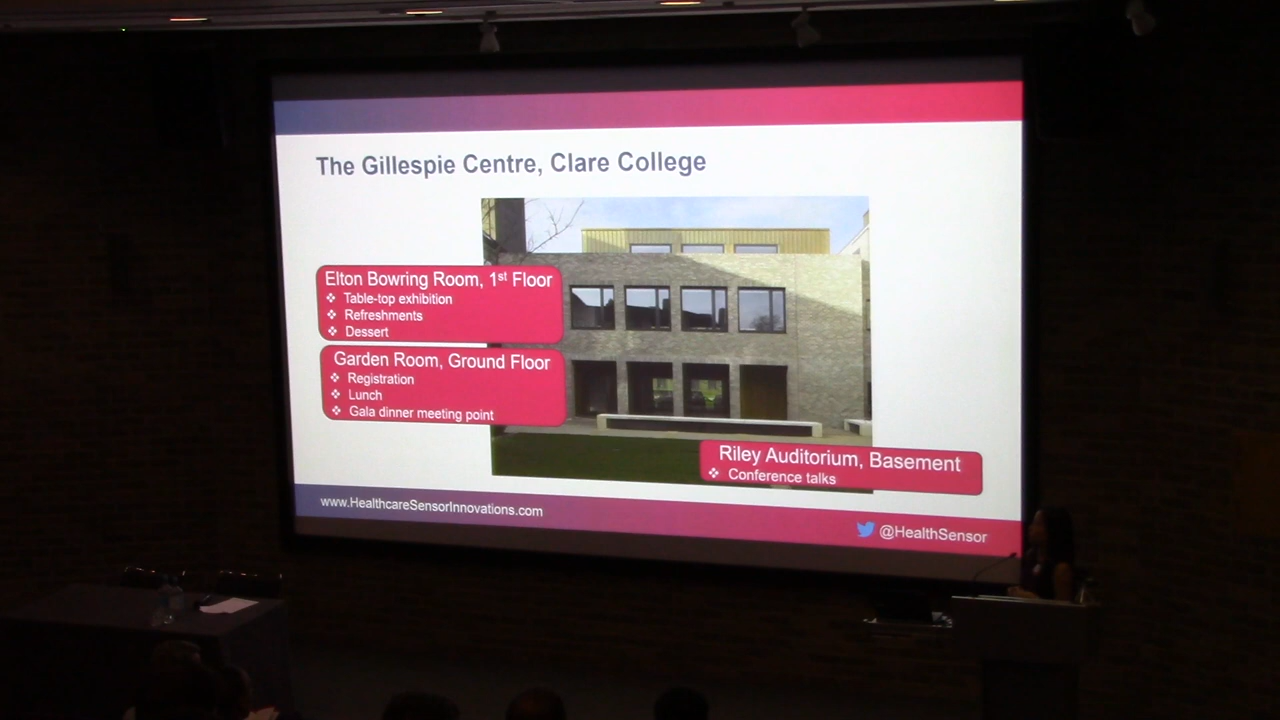 The Gillespie Centre, Clare College
Elton Bowring Room, 1st Floor
❖ Table-top exhibition
❖ Refreshments
❖ Dessert
Garden Room, Ground Floor
❖ Registration
❖ Lunch
❖ Gala dinner meeting point
Riley Auditorium, Basement
❖ Conference talks
www.HealthcareSensorInnovations.com
@HealthSensor